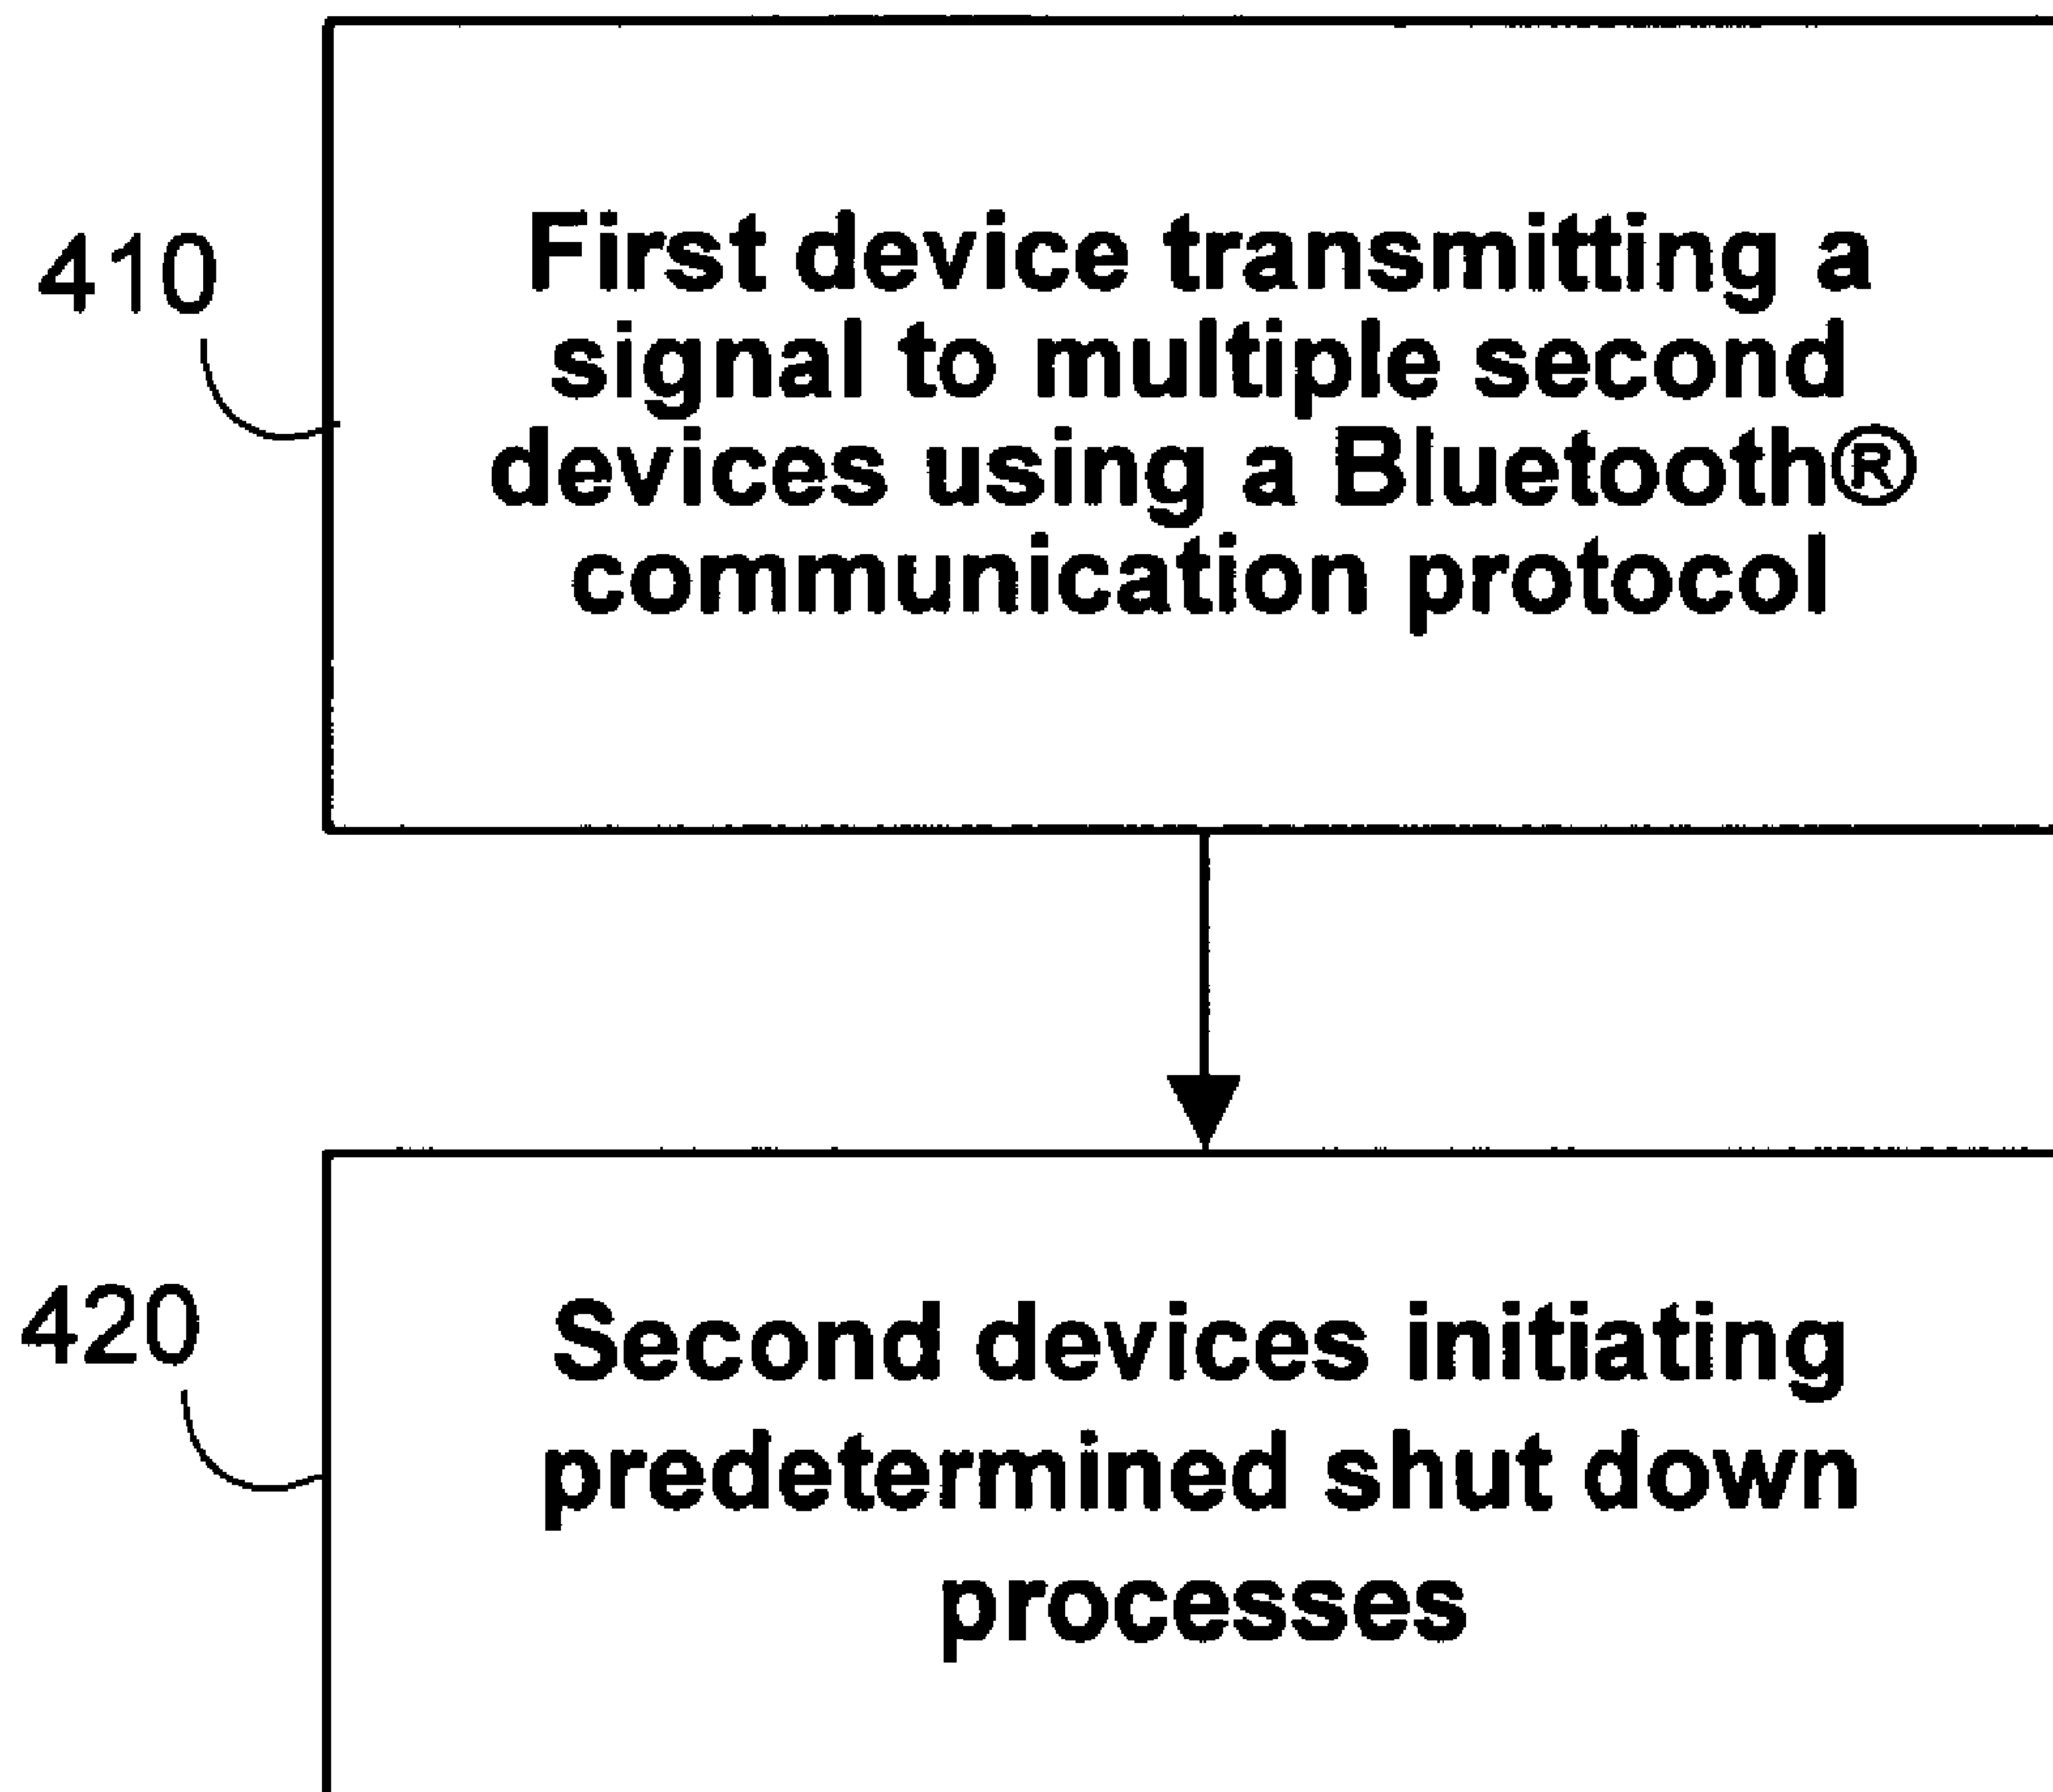 410
First device transmitting a
signal to multiple second
devices using a Bluetooth®
communication protocol
420
Second devices initiating
predetermined shut down
processes